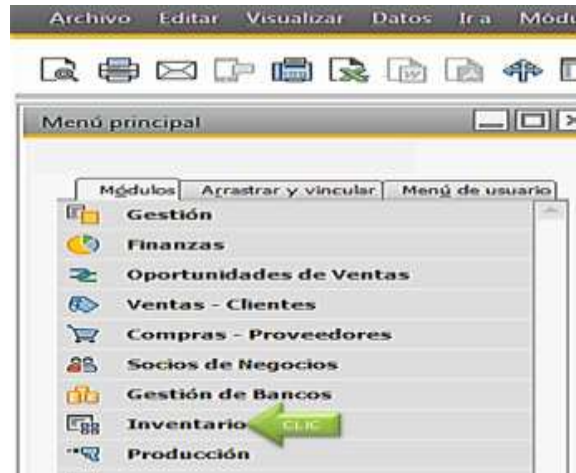 Archivo Editar Visualizar Datos Ir a Módu
Menú principal
Módulos Arrastrar y vincular Menú de usuario
Gestión
Finanzas
Oportunidades de Ventas
Ventas - Clientes
Compras - Proveedores
Socios de Negocios
Gestión de Bancos
Inventario CLIC
Producción